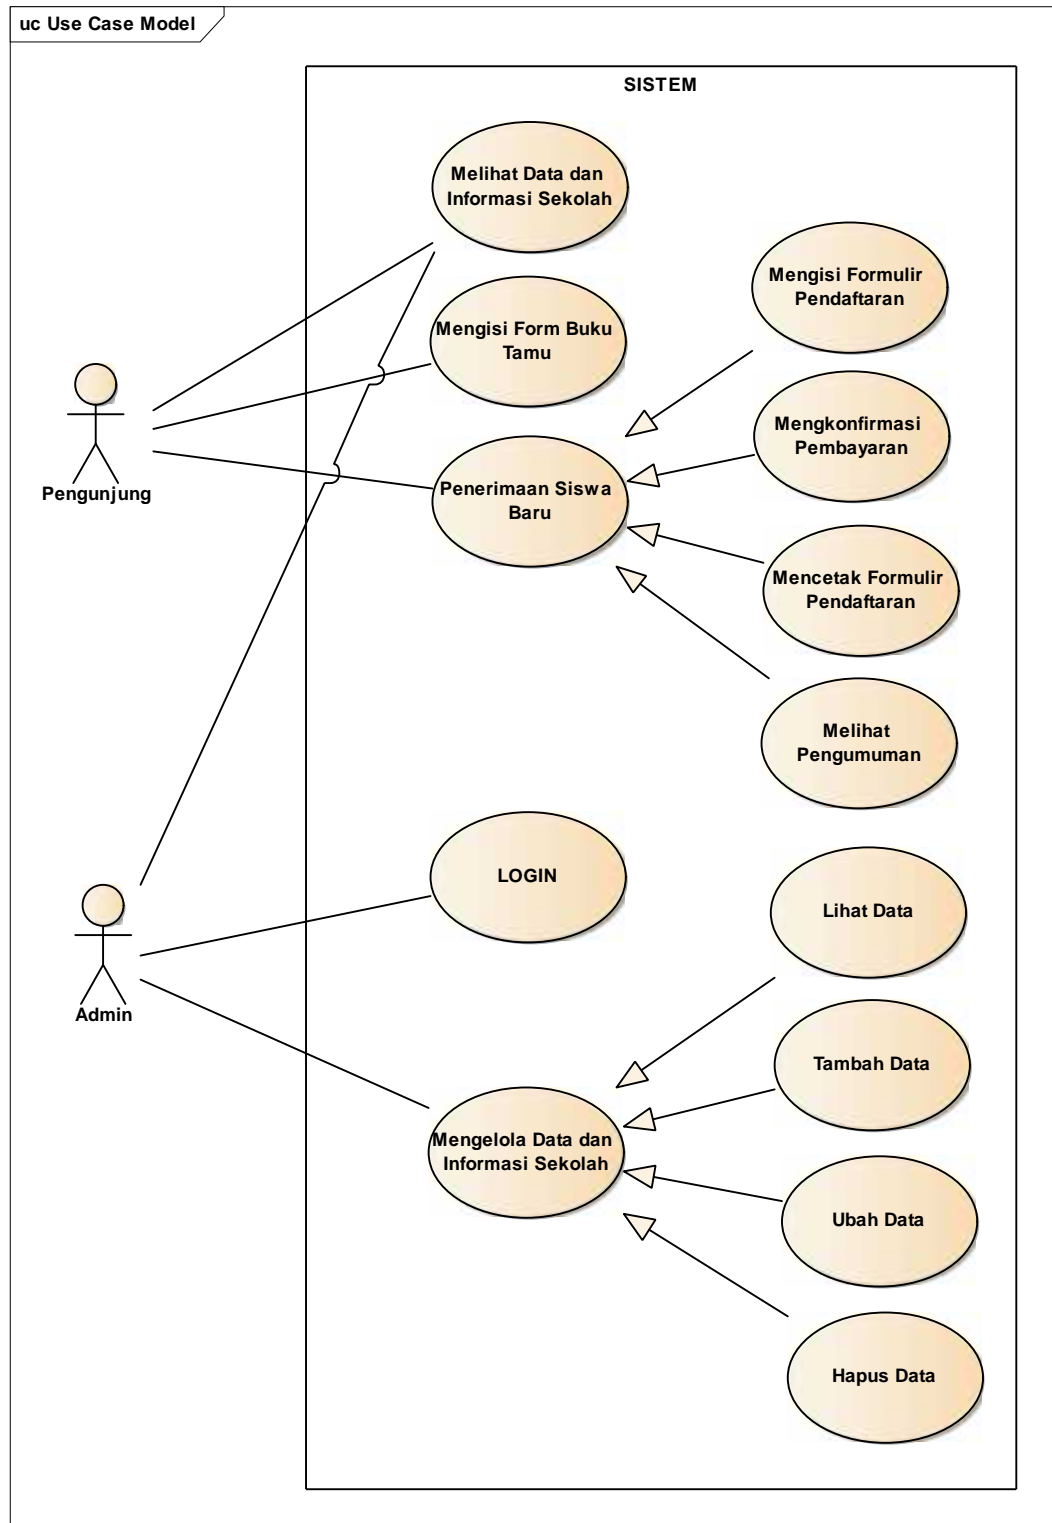 uc Use Case Model
SISTEM
Melihat Data dan
Informasi Sekolah
Mengisi Formulir
Pendaftaran
Mengisi Form Buku
Tamu
Mengkonfirmasi
Pembayaran
Pengunjung
Penerimaan Siswa
Baru
Mencetak Formulir
Pendaftaran
Melihat
Pengumuman
LOGIN
Lihat Data
Admin
Tambah Data
Mengelola Data dan
Informasi Sekolah
Ubah Data
Hapus Data